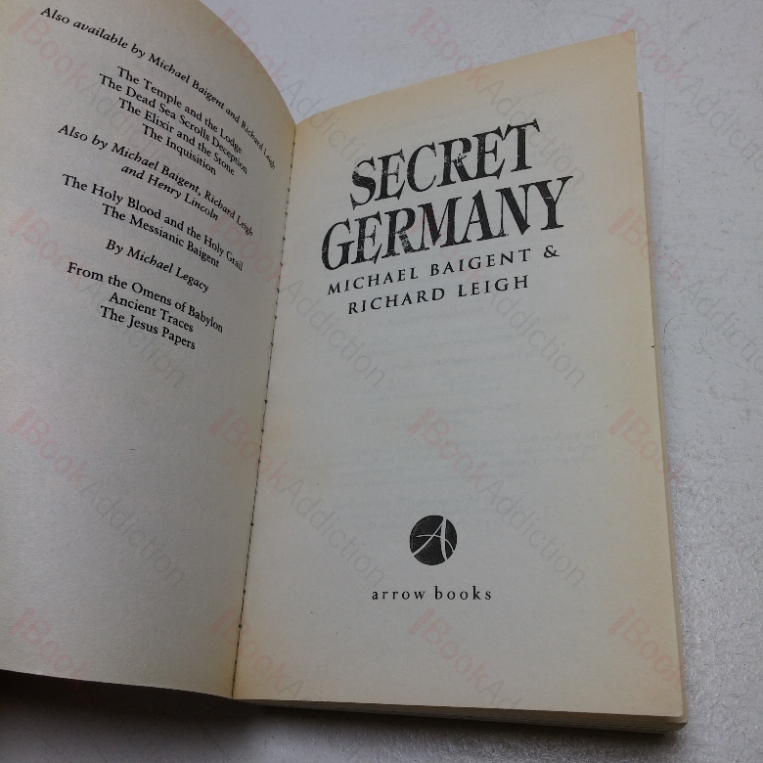 Also available by Michael Baigent and Richard Leigh
The Temple and the Lodge
The Dead Sea Scrolls Deception
The Elixir and the Stone
The Inquisition
Also by Michael Baigent, Richard Leigh
and Henry Lincoln
The Holy Blood and the Holy Grail
The Messianic Baigent
By Michael Legacy
From the Omens of Babylon
Ancient Traces
The Jesus Papers
SECRET
GERMANY
MICHAEL BAIGENT &
RICHARD LEIGH
A
arrow books
BookAddiction